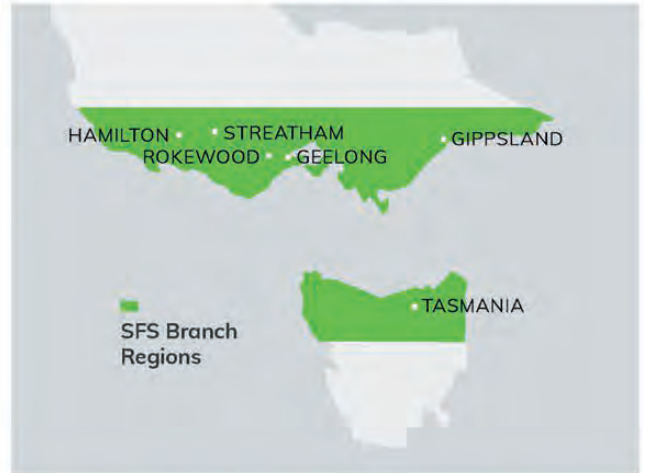 HAMILTON
STREATHAM
ROKEWOOD
GEELONG
GIPPSLAND
TASMANIA
SFS Branch
Regions